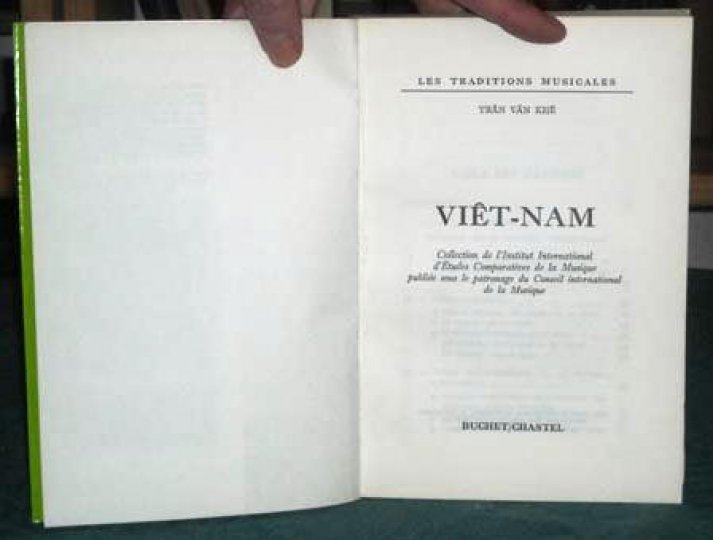 LES TRADITIONS MUSICALES
TRÂN VĂN KHÊ
VIÊT-NAM
Collection de l'Institut International
d'Études Comparatives de la Musique
publiée sous le patronage du Conseil international
de la Musique
BUCHET/CHASTEL